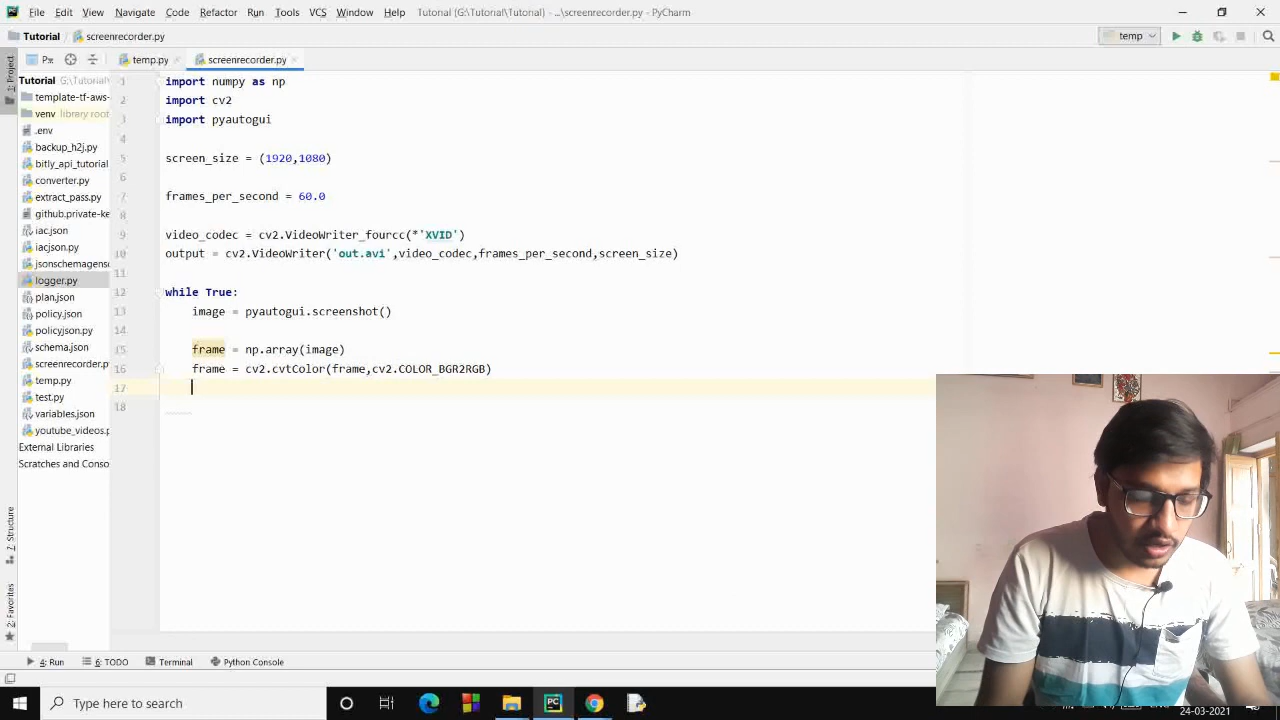 File Edit View Navigate Code Refactor Run Tools VCS Window Help Tutorial (G:\Tutorial\Tutorial) - ...\screenrecorder.py - PyCharm
Tutorial screenrecorder.py temp
1: Project
temp.py screenrecorder.py
Tutorial G:\Tutorial\
template-tf-aws-
venv library root
.env
backup_h2j.py
bitly_api_tutorial
converter.py
extract_pass.py
github.private-ke
iac.json
iacjson.py
jsonschemagens
logger.py
plan.json
policy.json
policyjson.py
schema.json
screenrecorder.p
temp.py
test.py
variables.json
youtube_videos.p
External Libraries
Scratches and Conso
7: Structure
2: Favorites
1 import numpy as np
2 import cv2
3 import pyautogui
4
5 screen_size = (1920,1080)
6
7 frames_per_second = 60.0
8
9 video_codec = cv2.VideoWriter_fourcc(*'XVID')
10 output = cv2.VideoWriter('out.avi',video_codec,frames_per_second,screen_size)
11
12 while True:
13 image = pyautogui.screenshot()
14
15 frame = np.array(image)
16 frame = cv2.cvtColor(frame,cv2.COLOR_BGR2RGB)
17
18
4: Run 6: TODO Terminal Python Console
Type here to search
24-03-2021